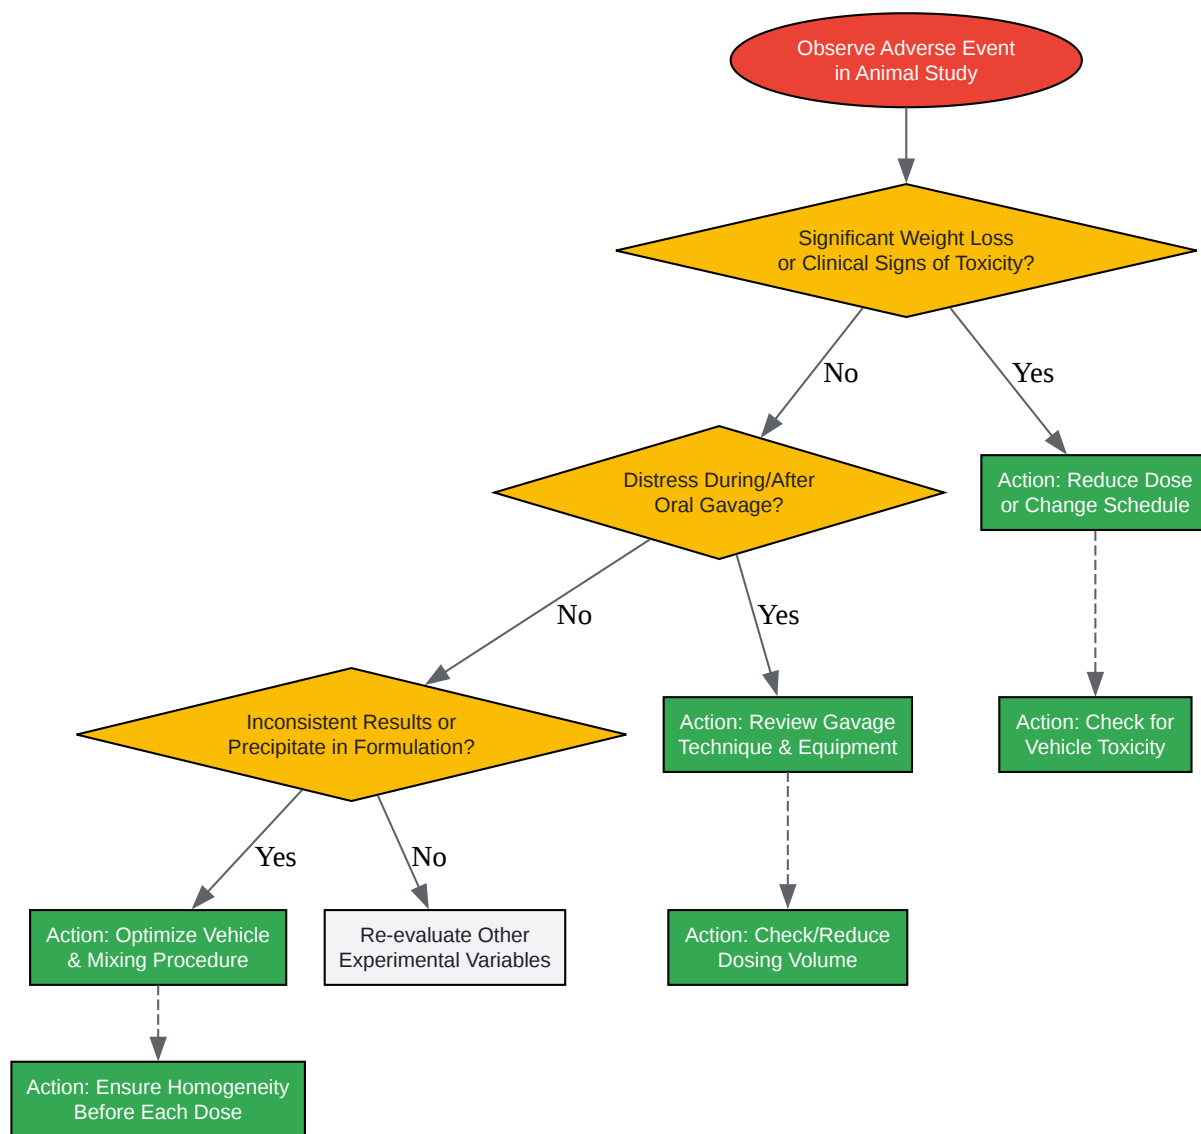 Observe Adverse Event
in Animal Study
Significant Weight Loss
or Clinical Signs of Toxicity?
No
Yes
Distress During/After
Oral Gavage?
Action: Reduce Dose
or Change Schedule
No
Yes
Inconsistent Results or
Precipitate in Formulation?
Action: Review Gavage
Technique & Equipment
Action: Check for
Vehicle Toxicity
Yes
No
Action: Optimize Vehicle
& Mixing Procedure
Re-evaluate Other
Experimental Variables
Action: Check/Reduce
Dosing Volume
Action: Ensure Homogeneity
Before Each Dose